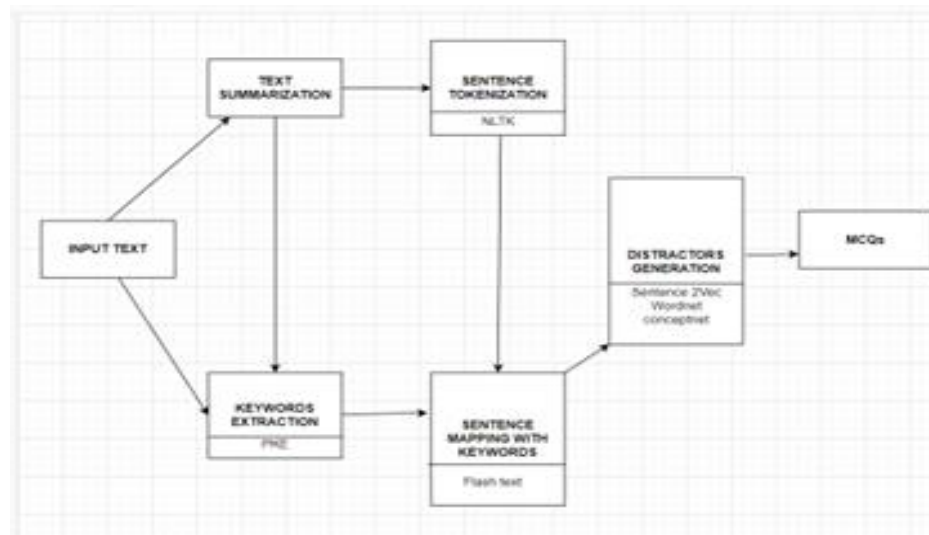 TEXT
SUMMARIZATION
SENTENCE
TOKENIZATION
NLTK
INPUT TEXT
DISTRACTORS
GENERATION
Sentence 2Vec
Wordnet
conceptnet
MCQs
KEYWORDS
EXTRACTION
PKE
SENTENCE
MAPPING WITH
KEYWORDS
Flash text